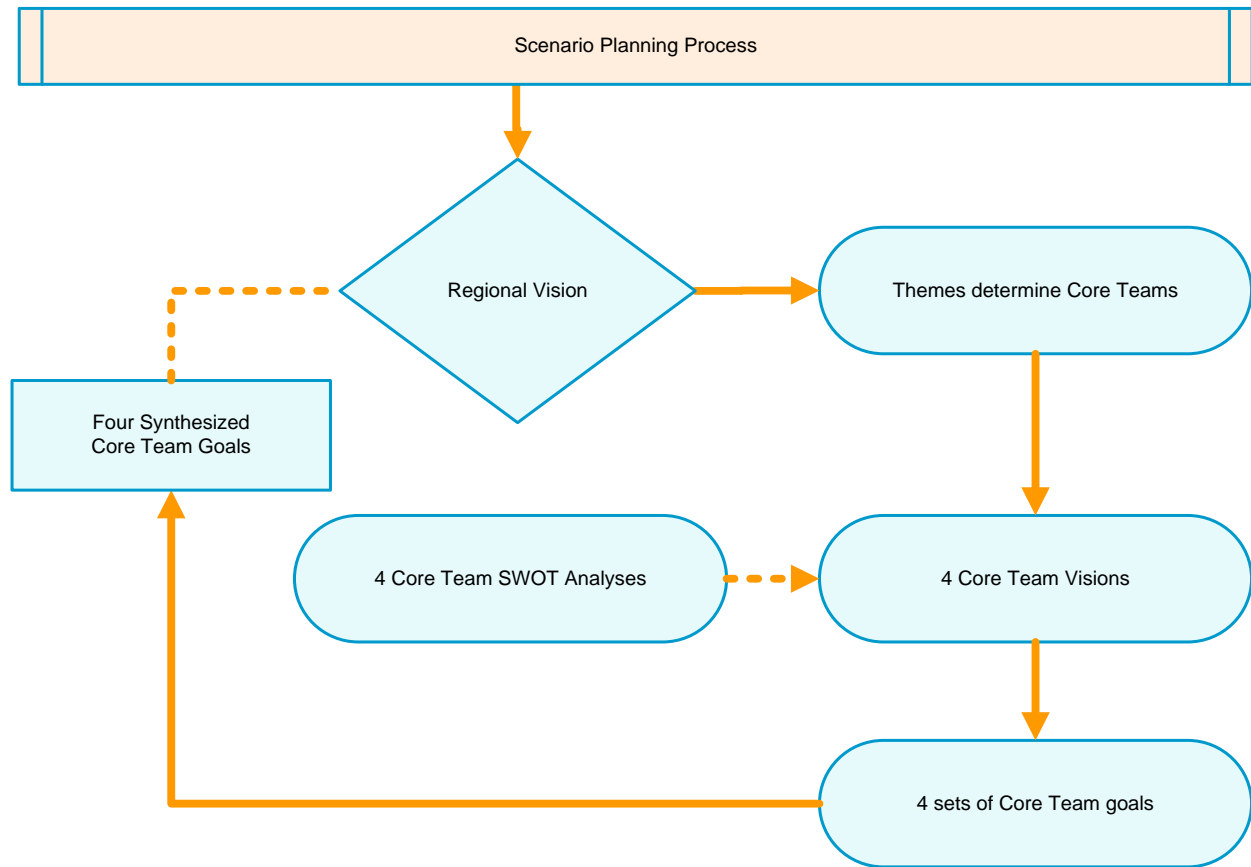 Scenario Planning Process
Regional Vision
Themes determine Core Teams
Four Synthesized
Core Team Goals
4 Core Team SWOT Analyses
4 Core Team Visions
4 sets of Core Team goals